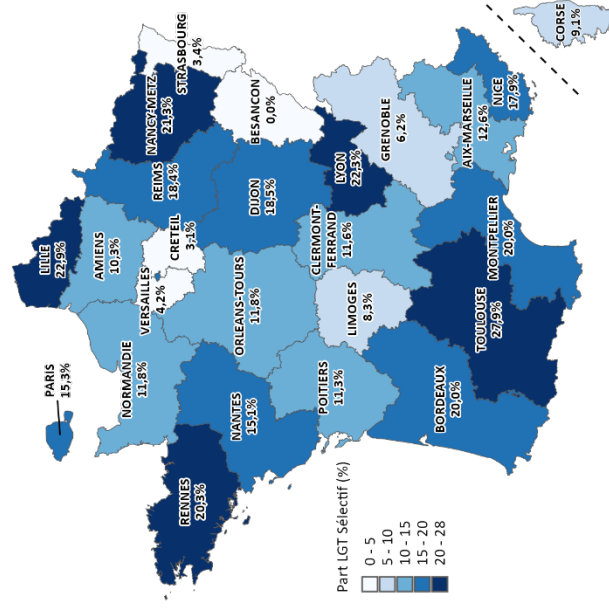 PARIS
15,3%
LILLE
22,9%
AMIENS
10,3%
NORMANDIE
11,8%
VERSAILLES
4,2%
CRETEIL
3,1%
REIMS
18,4%
NANCY-METZ
21,3%
STRASBOURG
3,4%
RENNES
20,3%
NANTES
15,1%
ORLEANS-TOURS
11,8%
DIJON
18,5%
BESANCON
0,0%
POITIERS
11,3%
LIMOGES
8,3%
CLERMONT-
FERRAND
11,6%
LYON
22,3%
GRENOBLE
6,2%
BORDEAUX
20,0%
TOULOUSE
27,9%
MONTPELLIER
20,0%
AIX-MARSEILLE
12,6%
NICE
17,9%
CORSE
9,1%
Part LGT Sélectif (%)
0 - 5
5 - 10
10 - 15
15 - 20
20 - 28